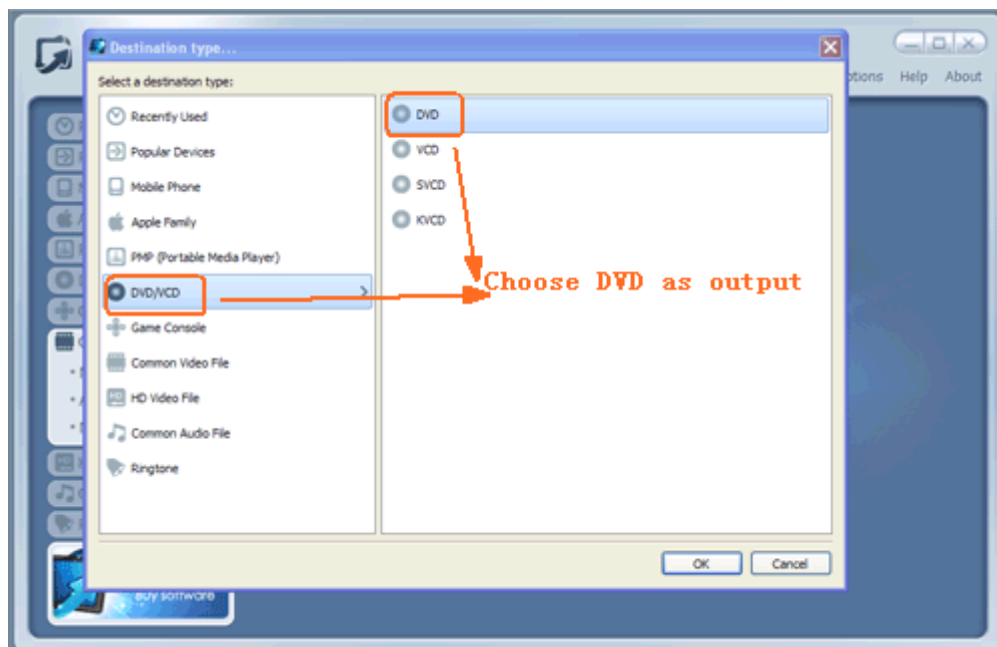 Destination type...
ptions Help About
Select a destination type:
Recently Used
Popular Devices
Mobile Phone
Apple Family
PMP (Portable Media Player)
DVD/VCD
Game Console
Common Video File
HD Video File
Common Audio File
Ringtone
DVD
VCD
SVCD
KVCD
Choose DVD as output
OK Cancel
Buy software